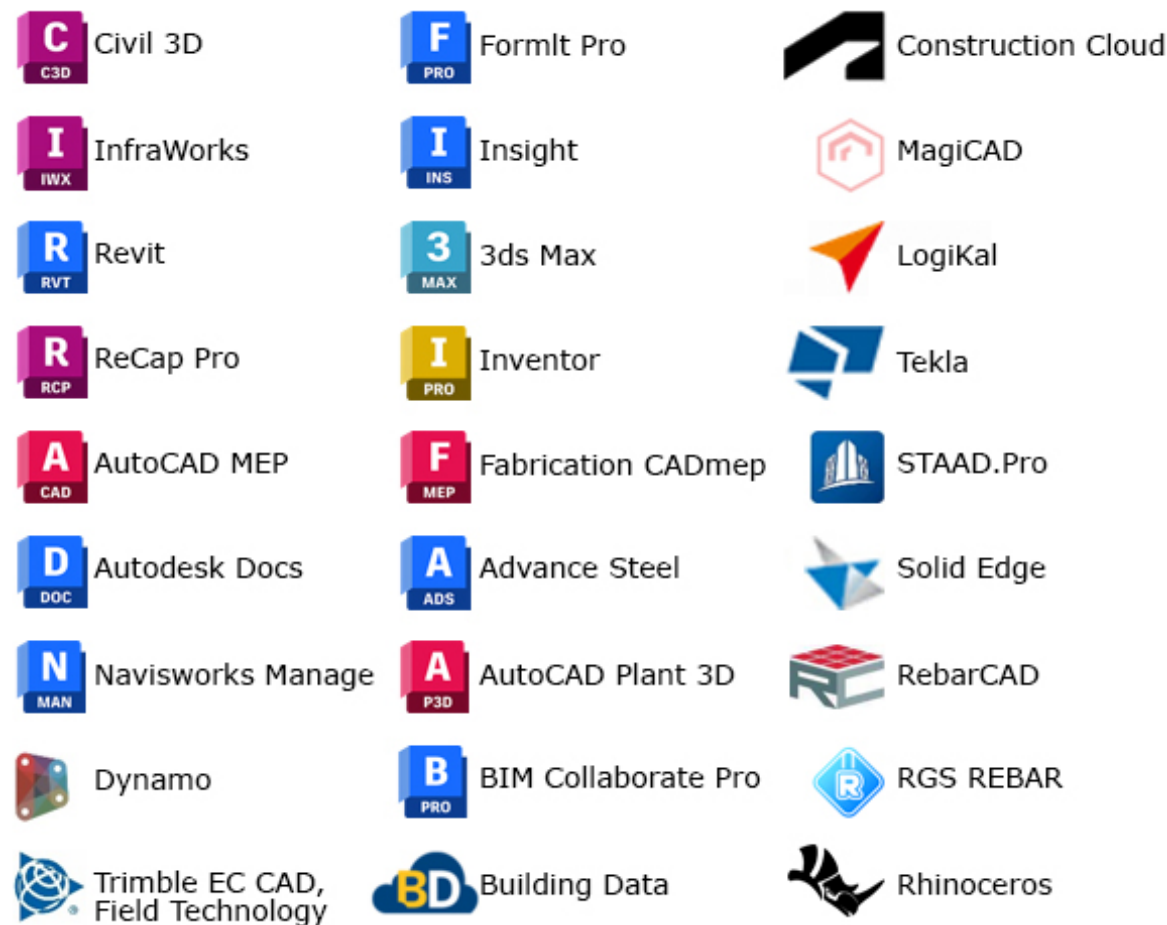 C Civil 3D F FormIt Pro Construction Cloud
C3D PRO
I InfraWorks I Insight MagiCAD
IWX INS
R Revit 3 3ds Max LogiKal
RVT MAX
R ReCap Pro I Inventor Tekla
RCP PRO
A AutoCAD MEP F Fabrication CADmep STAAD.Pro
CAD MEP
D Autodesk Docs A Advance Steel Solid Edge
DOC ADS
N Navisworks Manage A AutoCAD Plant 3D RC RebarCAD
MAN P3D
Dynamo B BIM Collaborate Pro R RGS REBAR
PRO
Trimble EC CAD, BD Building Data Rhinoceros
Field Technology